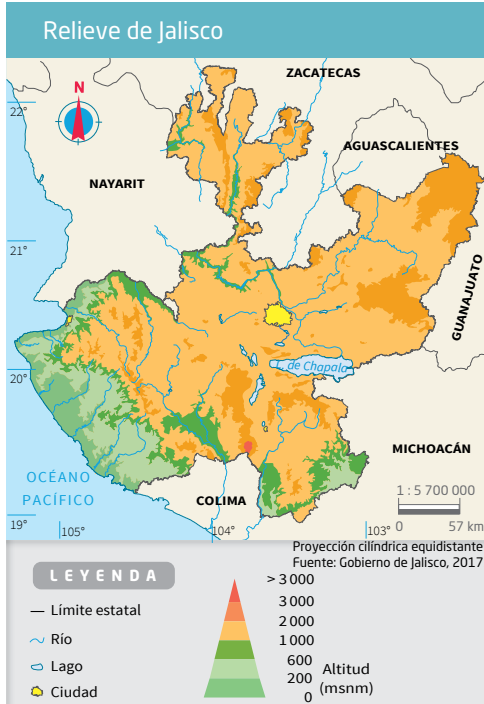 Relieve de Jalisco
ZACATECAS
N
22°
AGUASCALIENTES
NAYARIT
21°
GUANAJUATO
20°
L. de Chapala
MICHOACÁN
OCÉANO
PACÍFICO
COLIMA
1 : 5 700 000
19°
105°
104°
103°
0 57 km
Proyección cilíndrica equidistante
Fuente: Gobierno de Jalisco, 2017
LEYENDA
> 3 000
3 000
Límite estatal
2 000
Río
1 000
600
Lago
200
Altitud
(msnm)
Ciudad
0